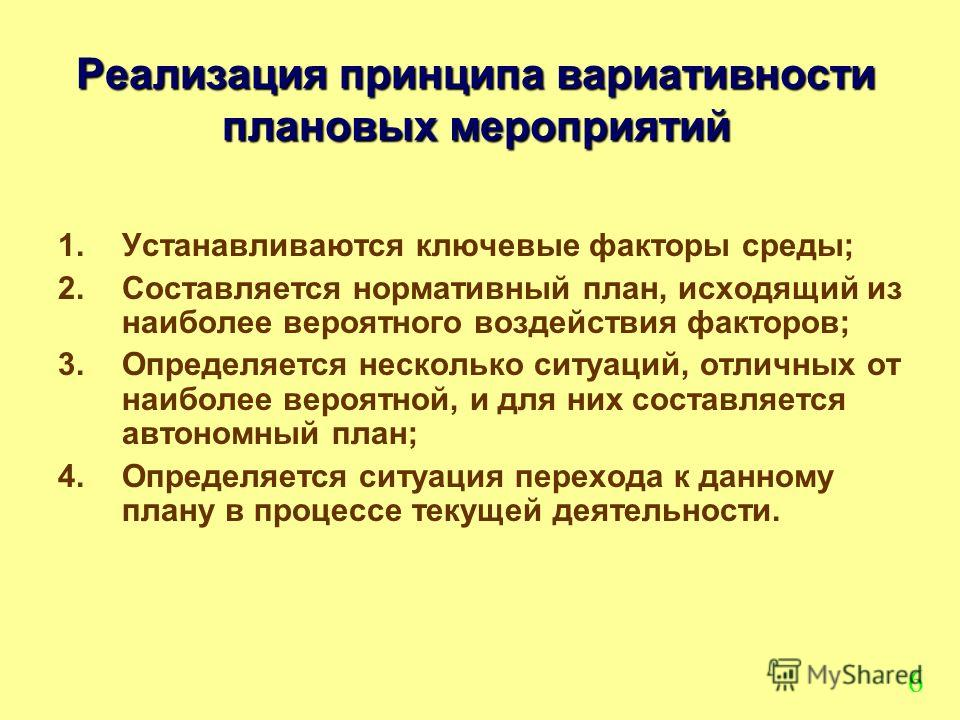 Реализация принципа вариативности
плановых мероприятий
1. Устанавливаются ключевые факторы среды;
2. Составляется нормативный план, исходящий из
наиболее вероятного воздействия факторов;
3. Определяется несколько ситуаций, отличных от
наиболее вероятной, и для них составляется
автономный план;
4. Определяется ситуация перехода к данному
плану в процессе текущей деятельности.
MyShared
6